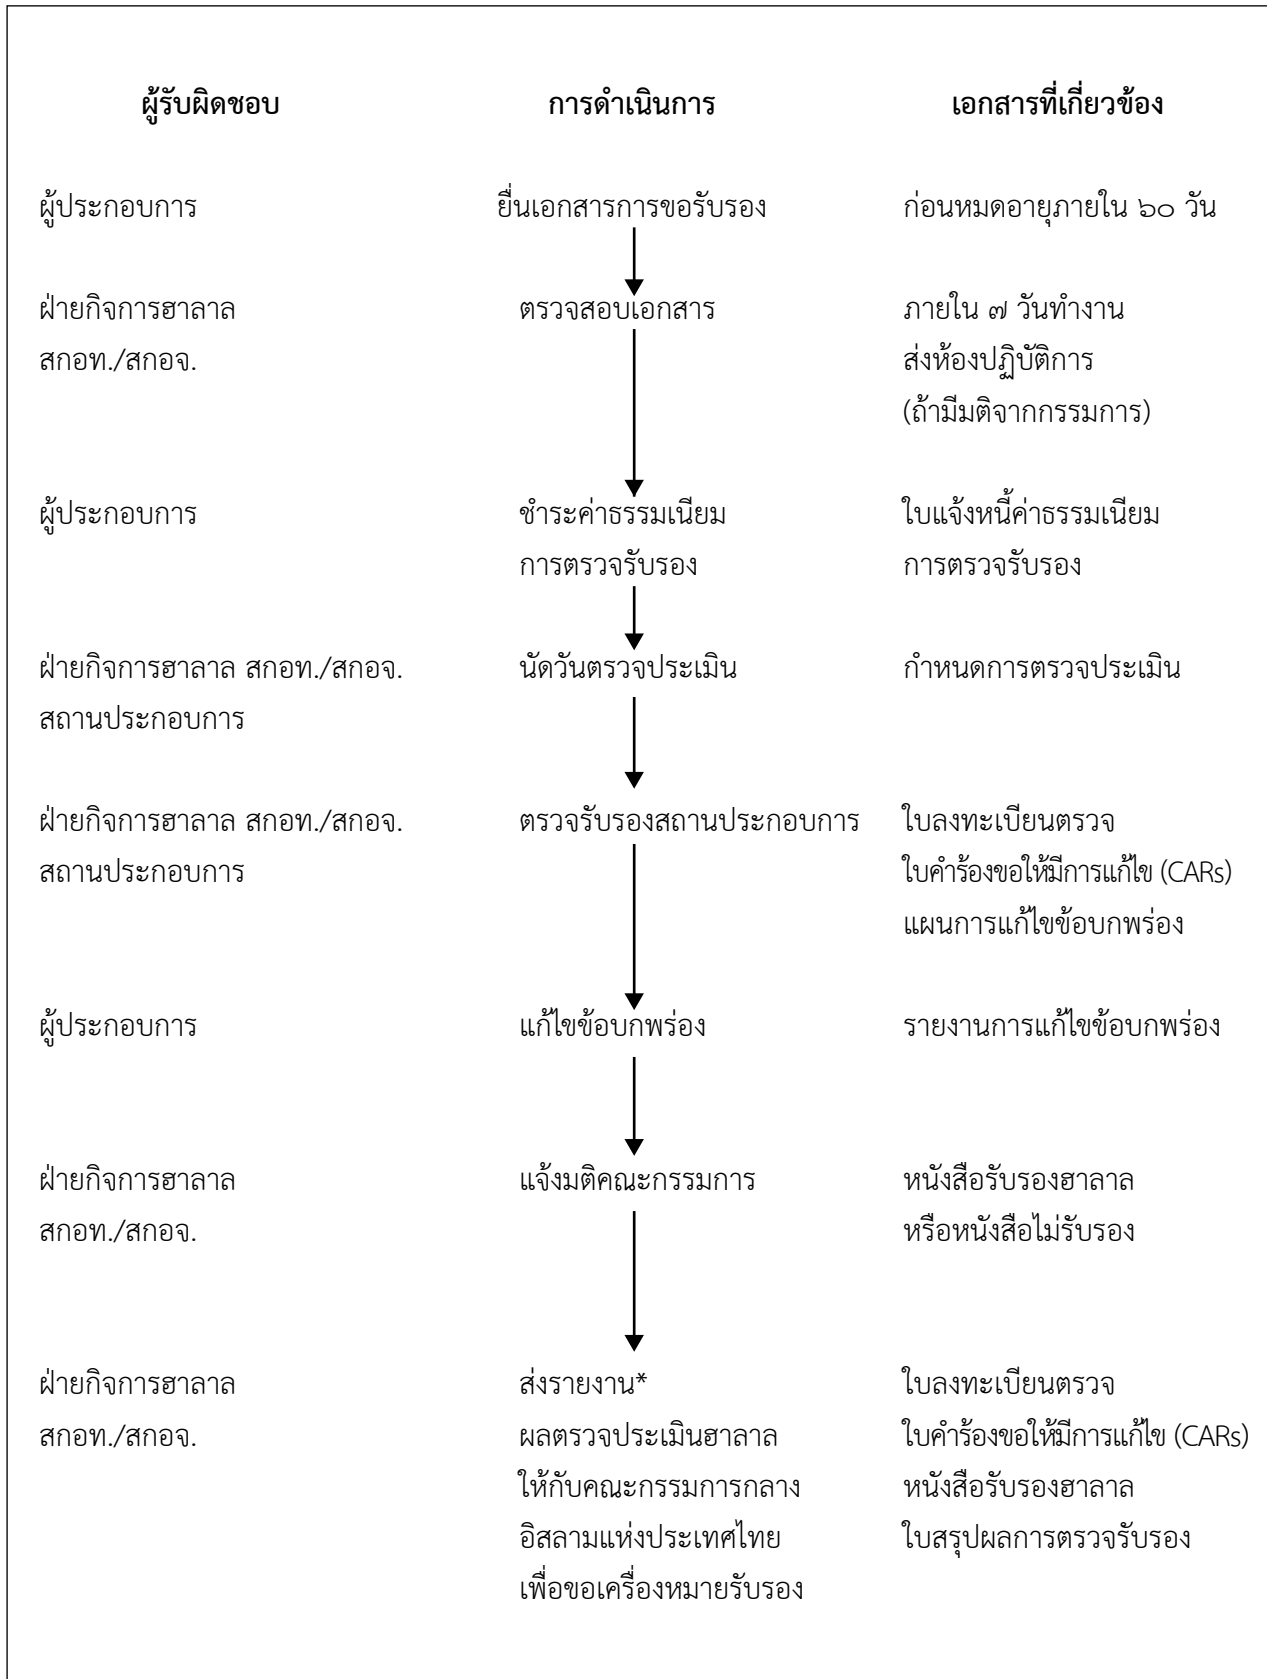 ผู้รับผิดชอบ การดำเนินการ เอกสารที่เกี่ยวข้อง
ผู้ประกอบการ ยื่นเอกสารการขอรับรอง ก่อนหมดอายุภายใน ๖๐ วัน
ฝ่ายกิจการฮาลาล ตรวจสอบเอกสาร ภายใน ๗ วันทำงาน
สกอท./สกอจ. ส่งห้องปฏิบัติการ
(ถ้ามีมติจากกรรมการ)
ผู้ประกอบการ ชำระค่าธรรมเนียม ใบแจ้งหนี้ค่าธรรมเนียม
การตรวจรับรอง การตรวจรับรอง
ฝ่ายกิจการฮาลาล สกอท./สกอจ. นัดวันตรวจประเมิน กำหนดการตรวจประเมิน
สถานประกอบการ
ฝ่ายกิจการฮาลาล สกอท./สกอจ. ตรวจรับรองสถานประกอบการ ใบลงทะเบียนตรวจ
สถานประกอบการ ใบคำร้องขอให้มีการแก้ไข (CARs)
แผนการแก้ไขข้อบกพร่อง
ผู้ประกอบการ แก้ไขข้อบกพร่อง รายงานการแก้ไขข้อบกพร่อง
ฝ่ายกิจการฮาลาล แจ้งมติคณะกรรมการ หนังสือรับรองฮาลาล
สกอท./สกอจ. หรือหนังสือไม่รับรอง
ฝ่ายกิจการฮาลาล ส่งรายงาน* ใบลงทะเบียนตรวจ
สกอท./สกอจ. ผลตรวจประเมินฮาลาล ใบคำร้องขอให้มีการแก้ไข (CARs)
ให้กับคณะกรรมการกลาง หนังสือรับรองฮาลาล
อิสลามแห่งประเทศไทย ใบสรุปผลการตรวจรับรอง
เพื่อขอเครื่องหมายรับรอง